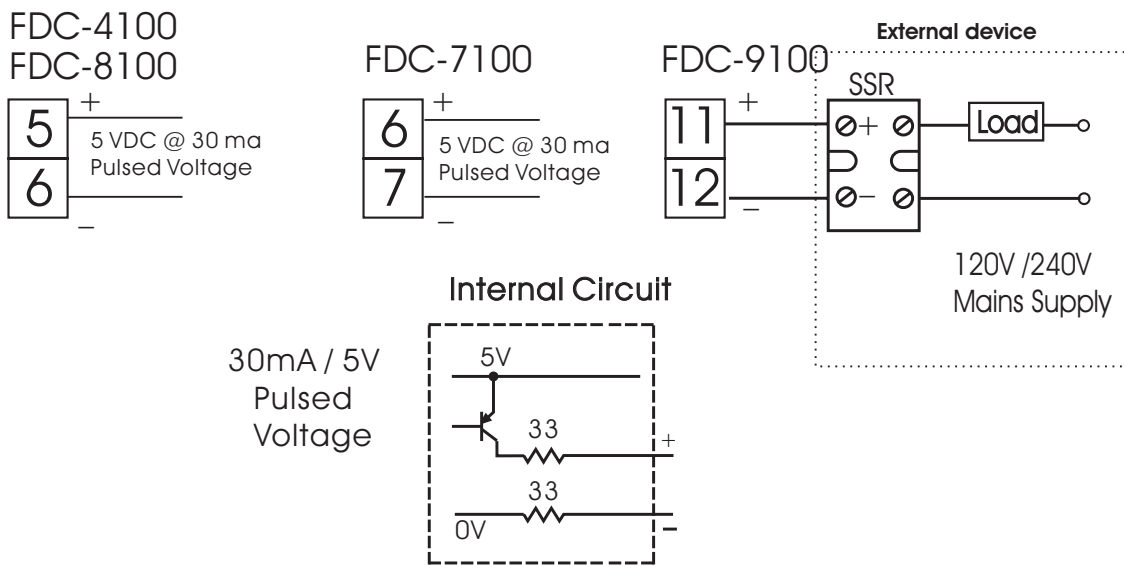 FDC-4100
FDC-8100
5
6
+
5 VDC @ 30 ma
Pulsed Voltage
–
FDC-7100
6
7
+
5 VDC @ 30 ma
Pulsed Voltage
–
FDC-9100
11
12
+
–
External device
SSR
+
–
Load
120V /240V
Mains Supply
Internal Circuit
30mA / 5V
Pulsed
Voltage
5V
33
+
33
0V
–